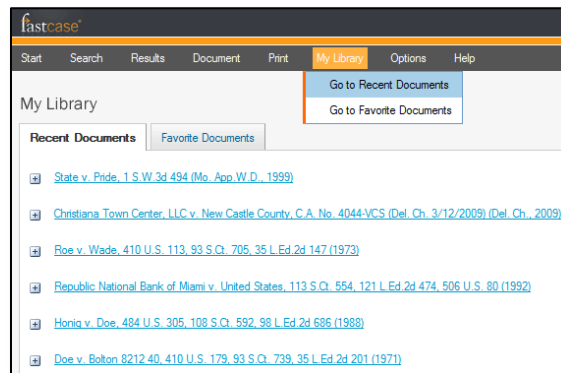 fastcase
Start Search Results Document Print My Library Options Help
Go to Recent Documents
Go to Favorite Documents
My Library
Recent Documents Favorite Documents
State v. Pride, 1 S.W.3d 494 (Mo. App.W.D., 1999)
Christiana Town Center, LLC v. New Castle County, C.A. No. 4044-VCS (Del. Ch. 3/12/2009) (Del. Ch., 2009)
Roe v. Wade, 410 U.S. 113, 93 S.Ct. 705, 35 L.Ed.2d 147 (1973)
Republic National Bank of Miami v. United States, 113 S.Ct. 554, 121 L.Ed.2d 474, 506 U.S. 80 (1992)
Honig v. Doe, 484 U.S. 305, 108 S.Ct. 592, 98 L.Ed.2d 686 (1988)
Doe v. Bolton 8212 40, 410 U.S. 179, 93 S.Ct. 739, 35 L.Ed.2d 201 (1971)